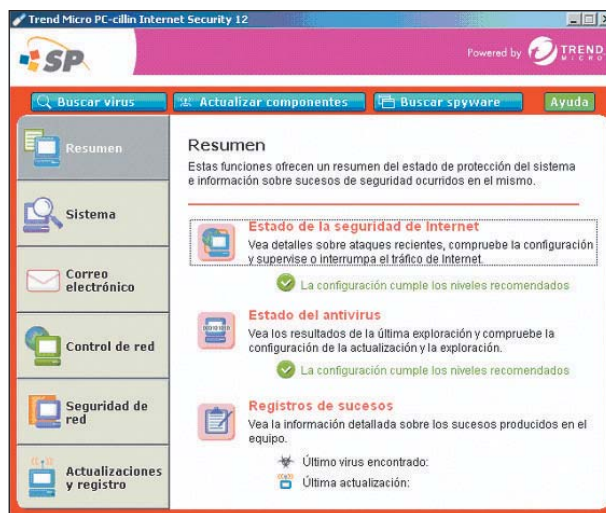 Trend Micro PC-cillin Internet Security 12
SP
Powered by TREND
MICRO
Buscar virus
Actualizar componentes
Buscar spyware
Ayuda
Resumen
Sistema
Correo
electrónico
Control de red
Seguridad de
red
Actualizaciones
y registro
Resumen
Estas funciones ofrecen un resumen del estado de protección del sistema
e información sobre sucesos de seguridad ocurridos en el mismo.
Estado de la seguridad de Internet
Vea detalles sobre ataques recientes, compruebe la configuración
y supervise o interrumpa el tráfico de Internet.
La configuración cumple los niveles recomendados
Estado del antivirus
Vea los resultados de la última exploración y compruebe la
configuración de la actualización y la exploración.
La configuración cumple los niveles recomendados
Registros de sucesos
Vea la información detallada sobre los sucesos producidos en el
equipo.
Último virus encontrado:
Última actualización: